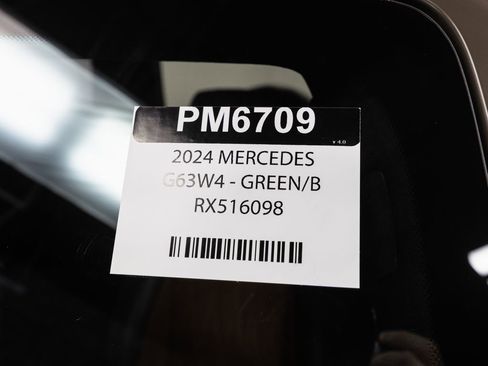 PM6709
v 4.0
2024 MERCEDES
G63W4 - GREEN/B
RX516098